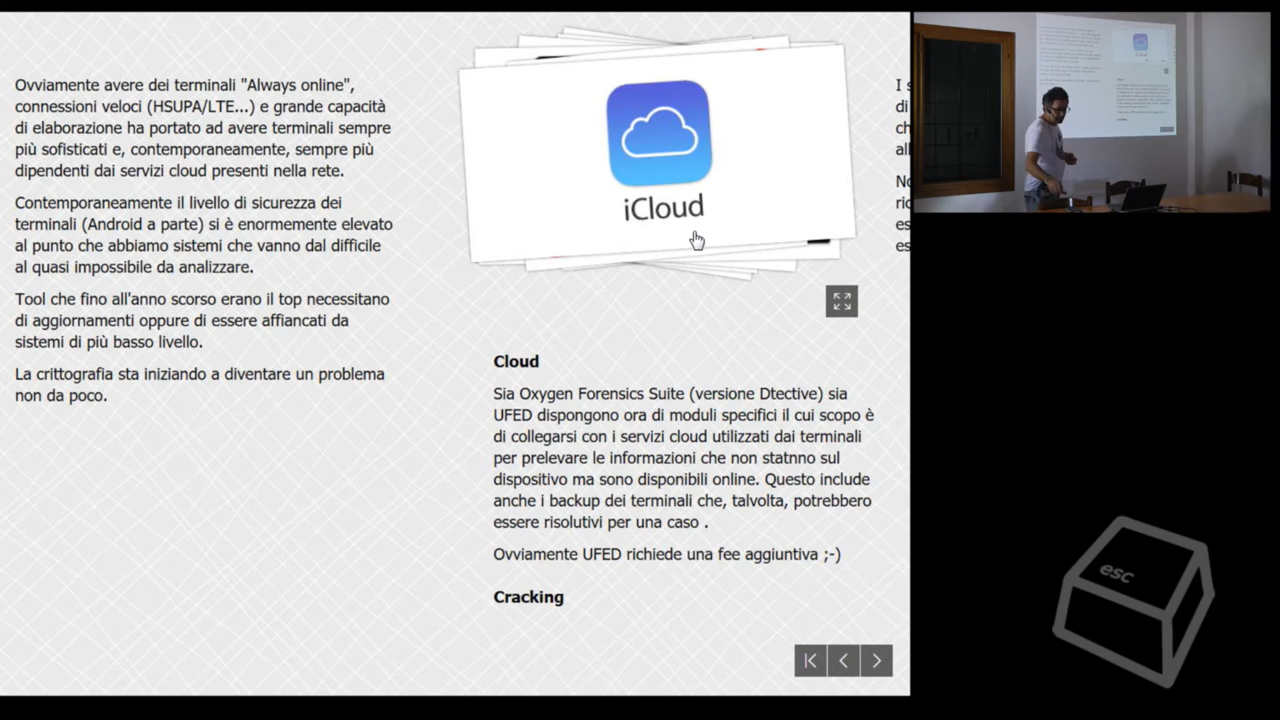 Ovviamente avere dei terminali "Always online",
connessioni veloci (HSUPA/LTE...) e grande capacità
di elaborazione ha portato ad avere terminali sempre
più sofisticati e, contemporaneamente, sempre più
dipendenti dai servizi cloud presenti nella rete.
Contemporaneamente il livello di sicurezza dei
terminali (Android a parte) si è enormemente elevato
al punto che abbiamo sistemi che vanno dal difficile
al quasi impossibile da analizzare.
Tool che fino all'anno scorso erano il top necessitano
di aggiornamenti oppure di essere affiancati da
sistemi di più basso livello.
La crittografia sta iniziando a diventare un problema
non da poco.
iCloud
Cloud
Sia Oxygen Forensics Suite (versione Dtective) sia
UFED dispongono ora di moduli specifici il cui scopo è
di collegarsi con i servizi cloud utilizzati dai terminali
per prelevare le informazioni che non statnno sul
dispositivo ma sono disponibili online. Questo include
anche i backup dei terminali che, talvolta, potrebbero
essere risolutivi per una caso .
Ovviamente UFED richiede una fee aggiuntiva ;-)
Cracking
I s
di
ch
all
No
ric
es
es
esc